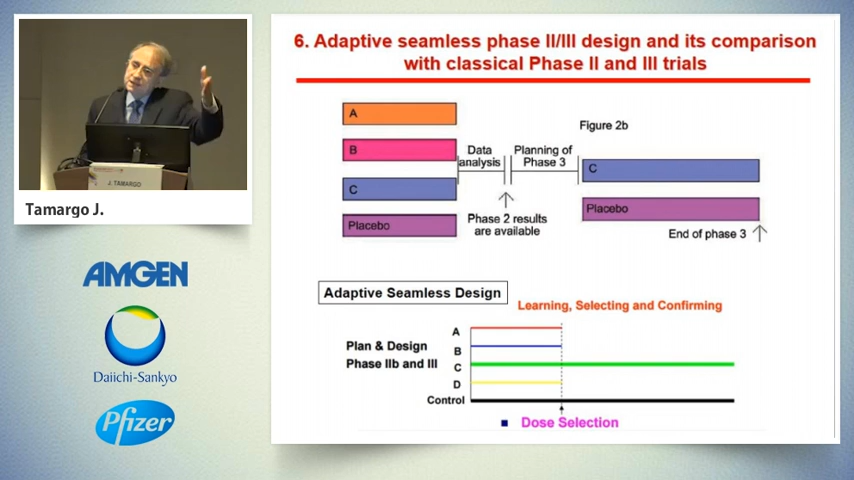 6. Adaptive seamless phase II/III design and its comparison
with classical Phase II and III trials
J. TAMARGO
Tamargo J.
AMGEN
Daiichi-Sankyo
Pfizer
A
B
C
Placebo
Data
analysis
Planning of
Phase 3
Phase 2 results
are available
Figure 2b
C
Placebo
End of phase 3
Adaptive Seamless Design
Learning, Selecting and Confirming
Plan & Design
Phase IIb and III
A
B
C
D
Control
Dose Selection